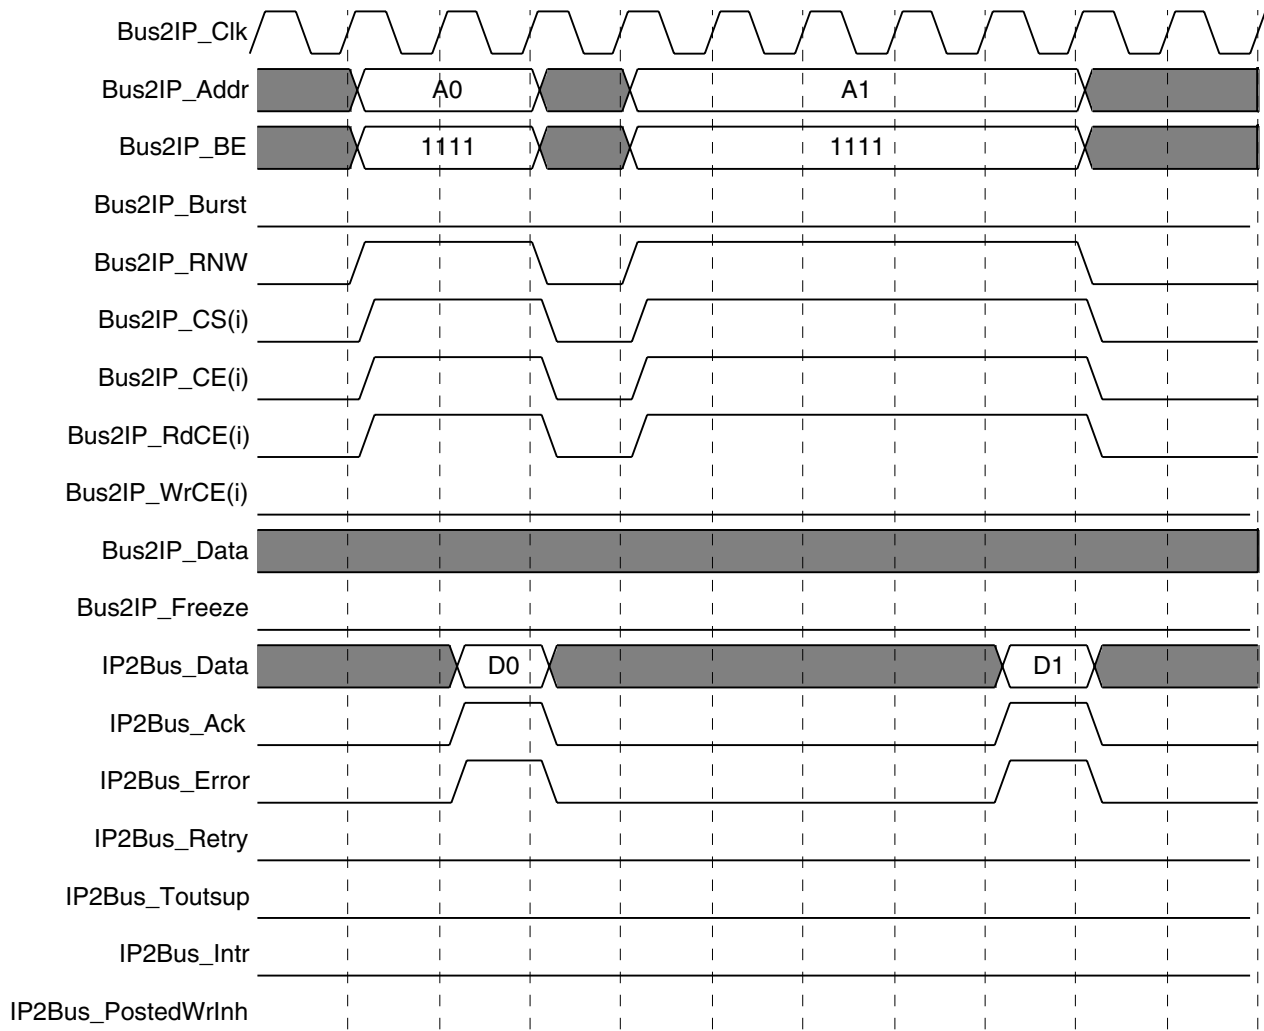 Bus2IP_Clk
Bus2IP_Addr A0 A1
Bus2IP_BE 1111 1111
Bus2IP_Burst
Bus2IP_RNW
Bus2IP_CS(i)
Bus2IP_CE(i)
Bus2IP_RdCE(i)
Bus2IP_WrCE(i)
Bus2IP_Data
Bus2IP_Freeze
IP2Bus_Data D0 D1
IP2Bus_Ack
IP2Bus_Error
IP2Bus_Retry
IP2Bus_Toutsup
IP2Bus_Intr
IP2Bus_PostedWrInh